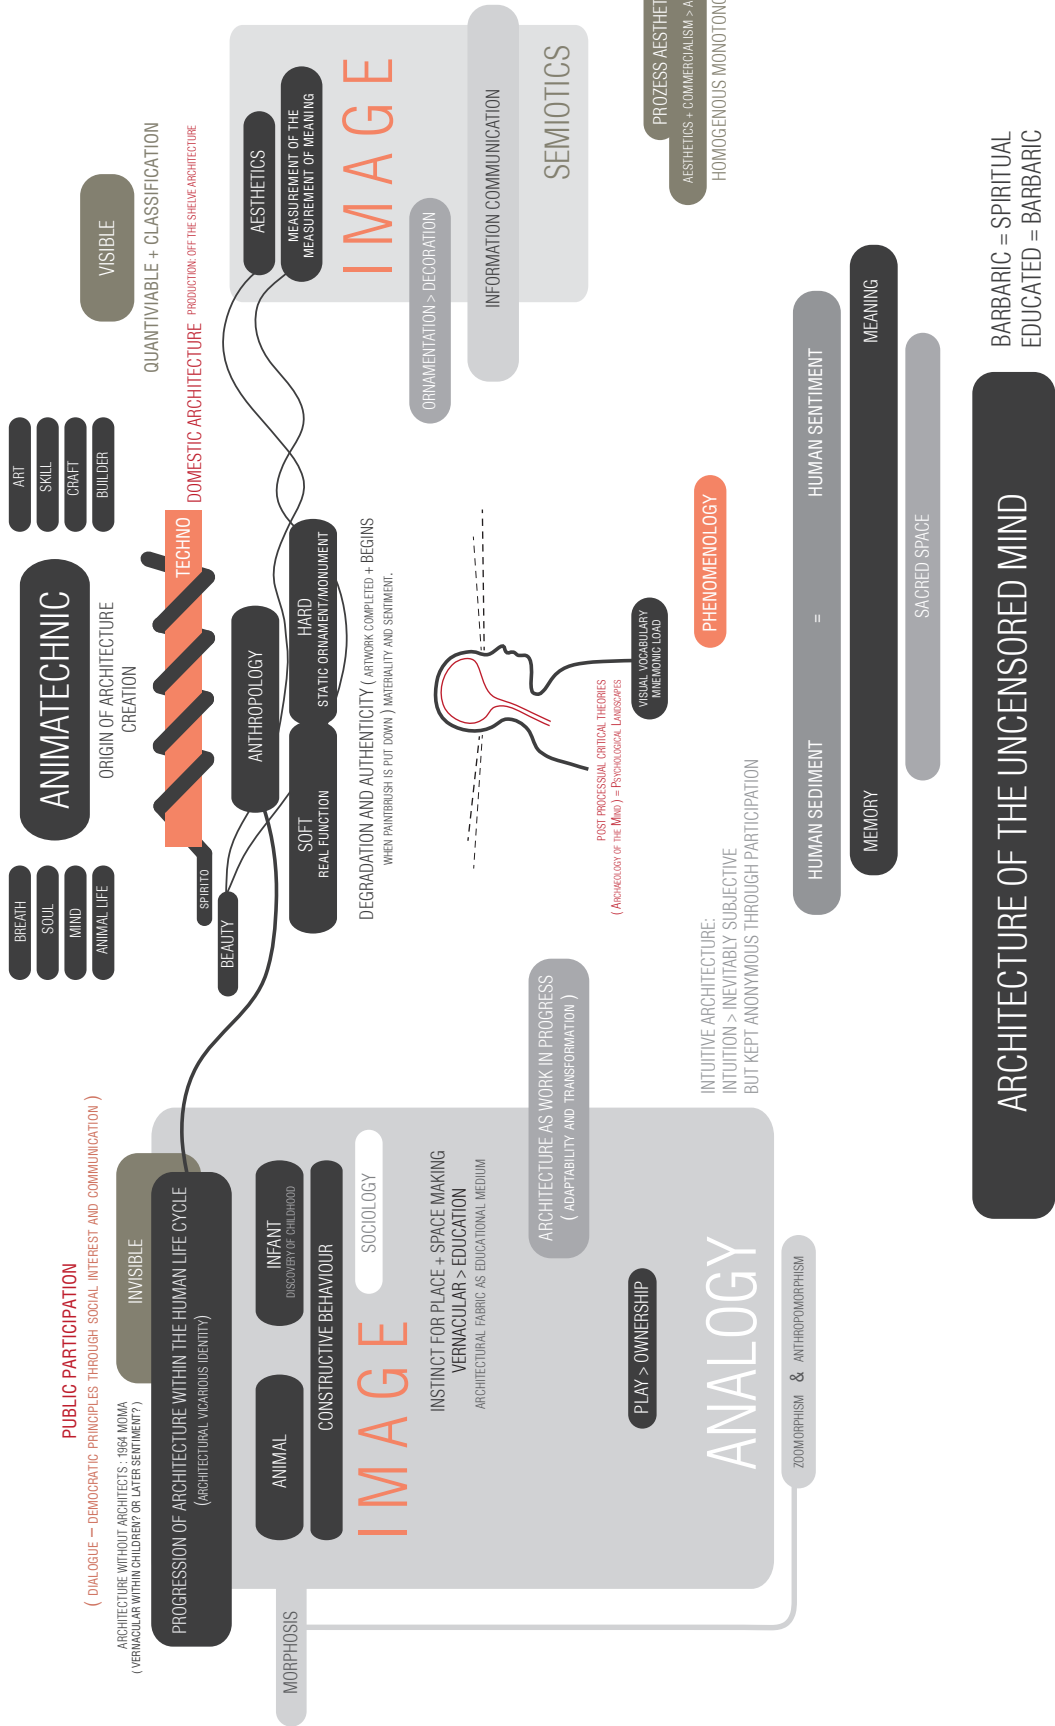 PUBLIC PARTICIPATION
( DIALOGUE – DEMOCRATIC PRINCIPLES THROUGH SOCIAL INTEREST AND COMMUNICATION )
ARCHITECTURE WITHOUT ARCHITECTS : 1964 MOMA
( VERNACULAR WITHIN CHILDREN? OR LATER SENTIMENT? )
INVISIBLE
PROGRESSION OF ARCHITECTURE WITHIN THE HUMAN LIFE CYCLE
(ARCHITECTURAL VICARIOUS IDENTITY)
MORPHOSIS
ANIMAL
INFANT
DISCOVERY OF CHILDHOOD
CONSTRUCTIVE BEHAVIOUR
IMAGE
SOCIOLOGY
INSTINCT FOR PLACE + SPACE MAKING
VERNACULAR > EDUCATION
ARCHITECTURAL FABRIC AS EDUCATIONAL MEDIUM
ARCHITECTURE AS WORK IN PROGRESS
( ADAPTABILITY AND TRANSFORMATION )
PLAY > OWNERSHIP
ANALOGY
ZOOMORPHISM & ANTHROPOMORPHISM
BREATH
SOUL
MIND
ANIMAL LIFE
ANIMATECHNIC
ORIGIN OF ARCHITECTURE
CREATION
ART
SKILL
CRAFT
BUILDER
SPIRITO
TECHNO
DOMESTIC ARCHITECTURE PRODUCTION: OFF THE SHELVE ARCHITECTURE
BEAUTY
ANTHROPOLOGY
SOFT
REAL FUNCTION
HARD
STATIC ORNAMENT/MONUMENT
DEGRADATION AND AUTHENTICITY ( ARTWORK COMPLETED + BEGINS
WHEN PAINTBRUSH IS PUT DOWN ) MATERIALITY AND SENTIMENT.
POST PROCESSUAL CRITICAL THEORIES
( ARCHAEOLOGY OF THE MIND ) = PSYCHOLOGICAL LANDSCAPES
VISUAL VOCABULARY
MNEMONIC LOAD
PHENOMENOLOGY
INTUITIVE ARCHITECTURE:
INTUITION > INEVITABLY SUBJECTIVE
BUT KEPT ANONYMOUS THROUGH PARTICIPATION
VISIBLE
QUANTIVIABLE + CLASSIFICATION
AESTHETICS
MEASUREMENT OF THE
MEASUREMENT OF MEANING
IMAGE
ORNAMENTATION> DECORATION
INFORMATION COMMUNICATION
SEMIOTICS
PROZESS AESTHET
AESTHETICS + COMMERCIALISM > A
HOMOGENOUS MONOTONO
HUMAN SEDIMENT = HUMAN SENTIMENT
MEMORY MEANING
SACRED SPACE
ARCHITECTURE OF THE UNCENSORED MIND
BARBARIC = SPIRITUAL
EDUCATED = BARBARIC